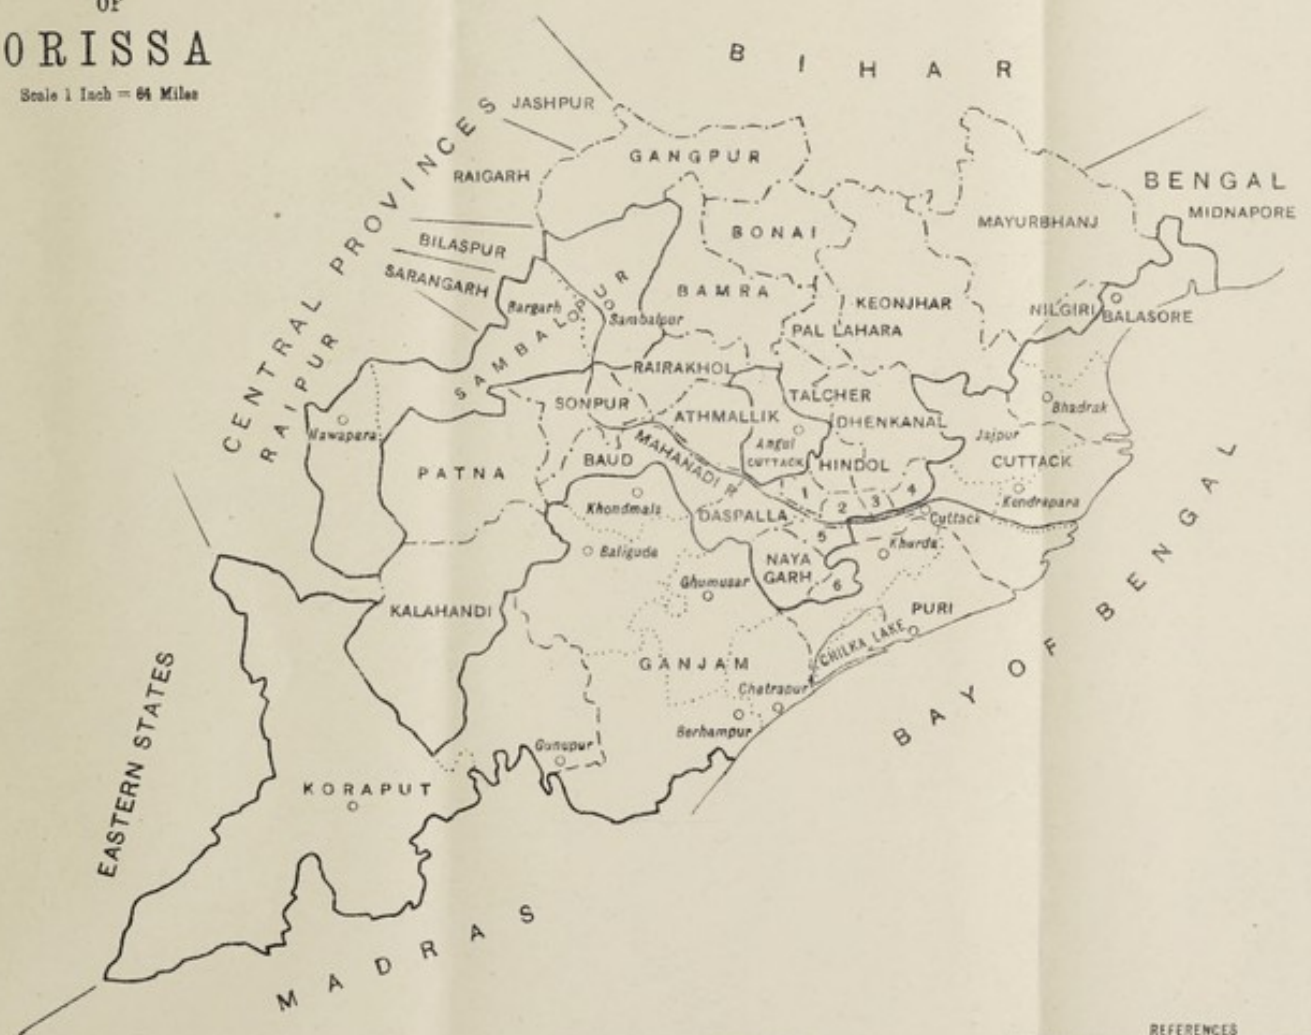 OF
ORISSA
Scale 1 Inch = 64 Miles
BIHAR
CENTRAL PROVINCES
JASHPUR
GANGPUR
RAIGARH
BENGAL
MIDNAPORE
MAYURBHANJ
BONAI
BILASPUR
SARANGARH
BAMRA
KEONJHAR
NILGIRI
BALASORE
Bargarh
SAMBALPUR
Sambalpur
PAL LAHARA
RAIPUR
RAIRAKHOL
TALCHER
SONPUR
ATHMALLIK
DHENKANAL
Bhadrak
Nawapara
Angul
CUTTACK
Jajpur
MAHANADI R
BAUD
HINDOL
CUTTACK
PATNA
Khondmals
DASPALLA
1
2
3
4
Kendrapara
Cuttack
5
Baliguda
NAYA
GARH
Khurda
6
Ghumusar
KALAHANDI
PURI
CHILKA LAKE
BAY OF BENGAL
GANJAM
Chatrapur
Berhampur
Gunupur
EASTERN STATES
KORAPUT
MADRAS
REFERENCES